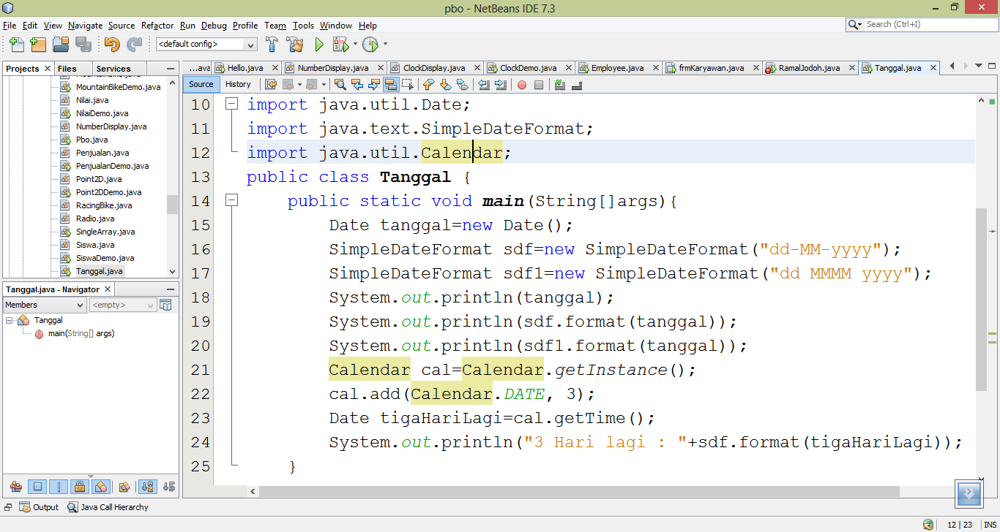 pbo - NetBeans IDE 7.3
File Edit View Navigate Source Refactor Run Debug Profile Team Tools Window Help
Search (Ctrl+I)
<default config>
Projects Files Services
MountainBikeDemo.java
Nilai.java
NilaiDemo.java
NumberDisplay.java
Pbo.java
Penjualan.java
PenjualanDemo.java
Point2D.java
Point2DDemo.java
RacingBike.java
Radio.java
SingleArray.java
Siswa.java
SiswaDemo.java
Tanggal.java
Tanggal.java - Navigator
Members <empty>
Tanggal
main(String[] args)
...ava Hello.java NumberDisplay.java ClockDisplay.java ClockDemo.java Employee.java frmKaryawan.java RamalJodoh.java Tanggal.java
Source History
10 import java.util.Date;
11 import java.text.SimpleDateFormat;
12 import java.util.Calendar;
13 public class Tanggal {
14 public static void main(String[]args){
15 Date tanggal=new Date();
16 SimpleDateFormat sdf=new SimpleDateFormat("dd-MM-yyyy");
17 SimpleDateFormat sdf1=new SimpleDateFormat("dd MMMM yyyy");
18 System.out.println(tanggal);
19 System.out.println(sdf.format(tanggal));
20 System.out.println(sdf1.format(tanggal));
21 Calendar cal=Calendar.getInstance();
22 cal.add(Calendar.DATE, 3);
23 Date tigaHariLagi=cal.getTime();
24 System.out.println("3 Hari lagi : "+sdf.format(tigaHariLagi));
25 }
Output Java Call Hierarchy
12 | 23 INS